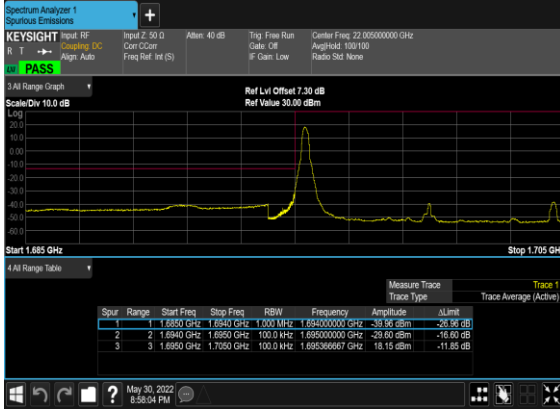 Spectrum Analyzer 1
Spurious Emissions
KEYSIGHT
R T
Input: RF
Coupling: DC
Align: Auto
Input Z: 50 Ω
Corr CCorr
Freq Ref: Int (S)
Atten: 40 dB
Trig: Free Run
Gate: Off
IF Gain: Low
Center Freq: 22.005000000 GHz
Avg|Hold: 100/100
Radio Std: None
PASS
3 All Range Graph
Scale/Div 10.0 dB
Ref Lvl Offset 7.30 dB
Ref Value 30.00 dBm
Log
20.0
10.0
0.00
-10.0
-20.0
-30.0
-40.0
-50.0
-60.0
Start 1.685 GHz
Stop 1.705 GH
4 All Range Table
Measure Trace Trace 1
Trace Type Trace Average (Active)
Spur Range Start Freq Stop Freq RBW Frequency Amplitude ΔLimit
1 1 1.6850 GHz 1.6940 GHz 1.000 MHz 1.694000000 GHz -39.96 dBm -26.96 dB
2 2 1.6940 GHz 1.6950 GHz 100.0 kHz 1.695000000 GHz -29.60 dBm -16.60 dB
3 3 1.6950 GHz 1.7050 GHz 100.0 kHz 1.695366667 GHz 18.15 dBm -11.85 dB
?
May 30, 2022
8:58:04 PM